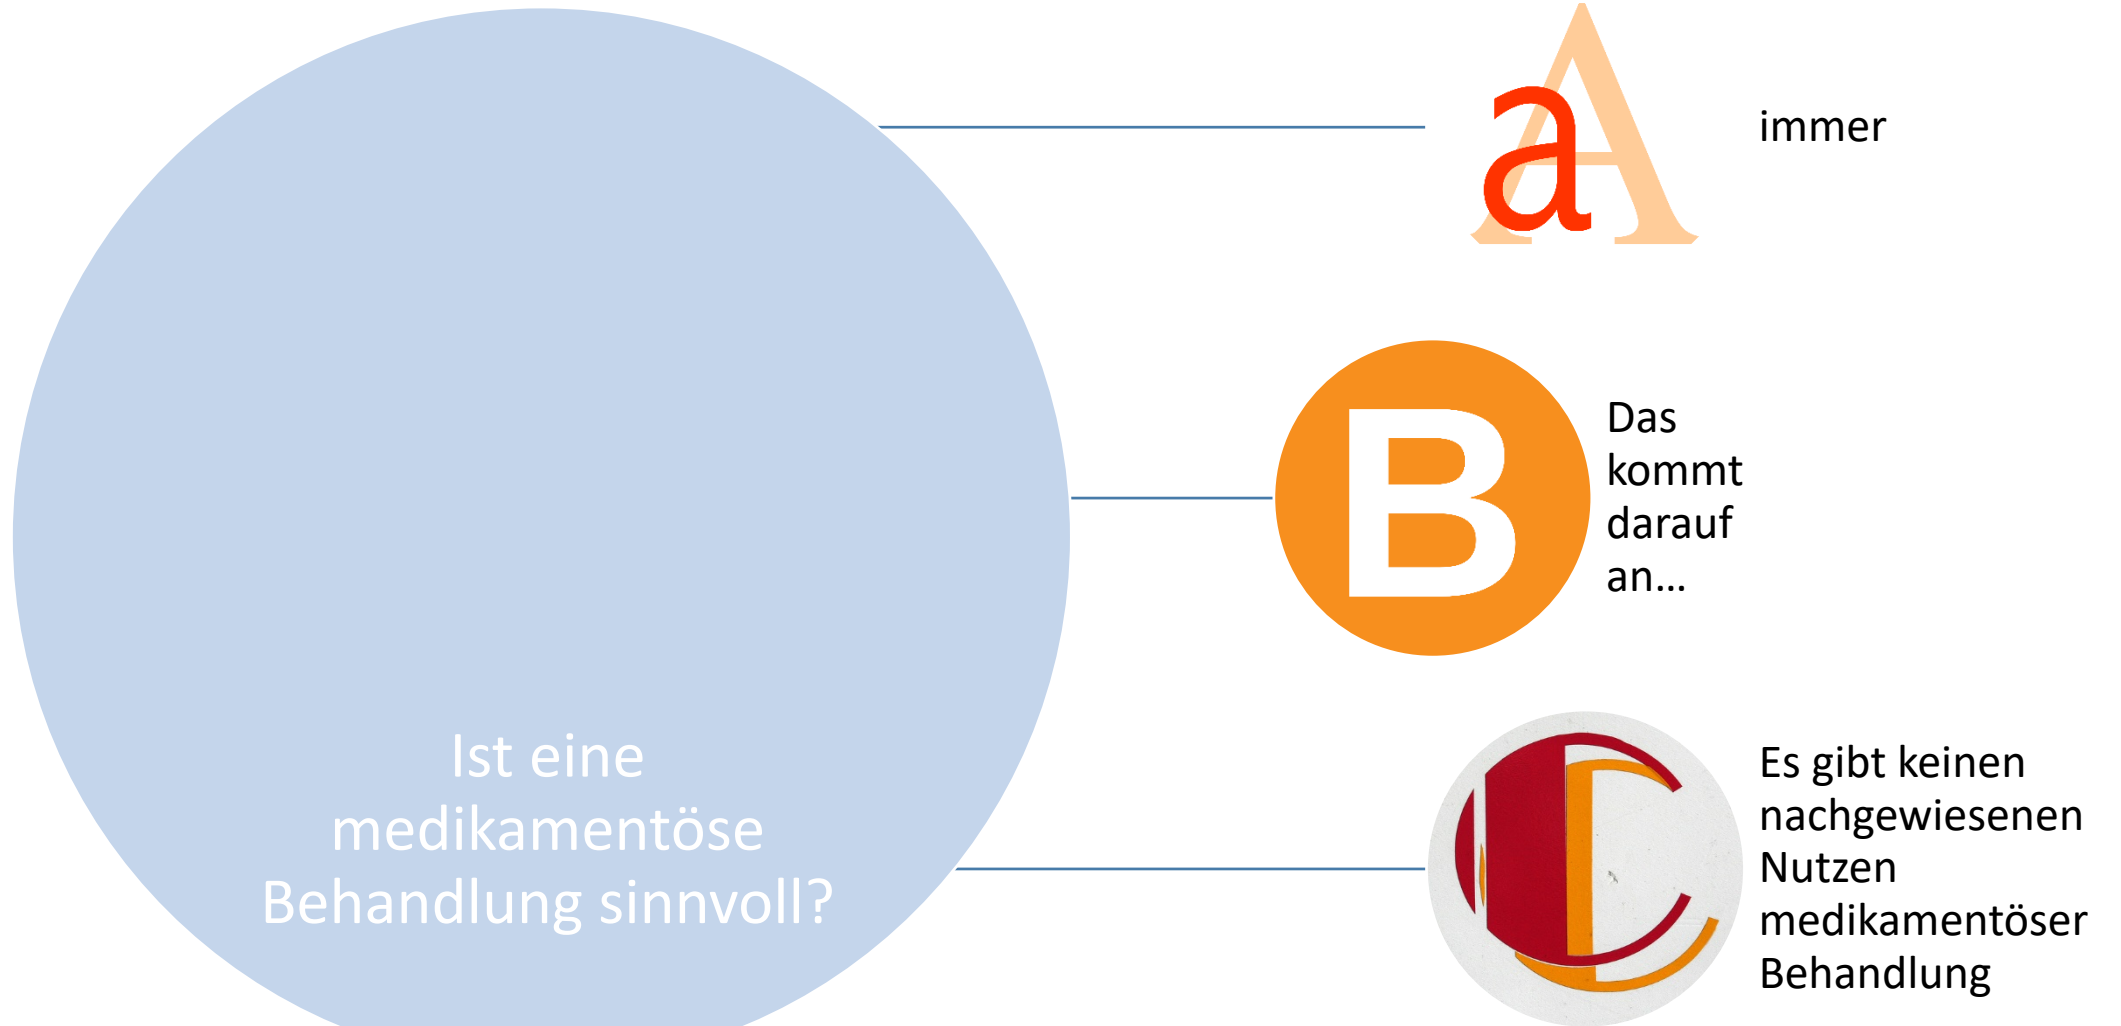 Ist eine
medikamentöse
Behandlung sinnvoll?
a A
immer
B
Das
kommt
darauf
an...
C
Es gibt keinen
nachgewiesenen
Nutzen
medikamentöser
Behandlung